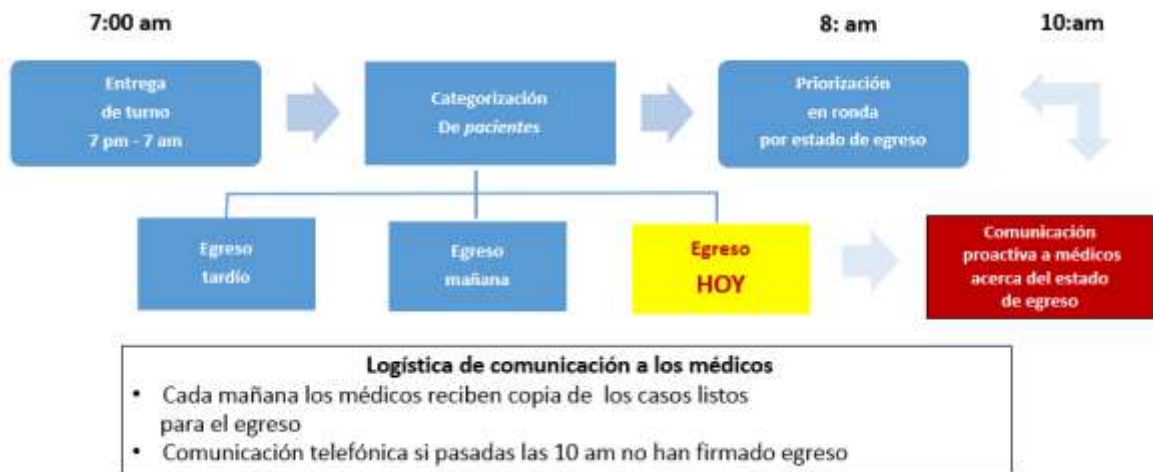 7:00 am
8: am
10:am
Entrega
de turno
7 pm - 7 am
Categorización
De pacientes
Priorización
en ronda
por estado de egreso
Egreso
tardío
Egreso
mañana
Egreso
HOY
Comunicación
proactiva a médicos
acerca del estado
de egreso
Logística de comunicación a los médicos
• Cada mañana los médicos reciben copia de los casos listos
para el egreso
• Comunicación telefónica si pasadas las 10 am no han firmado egreso